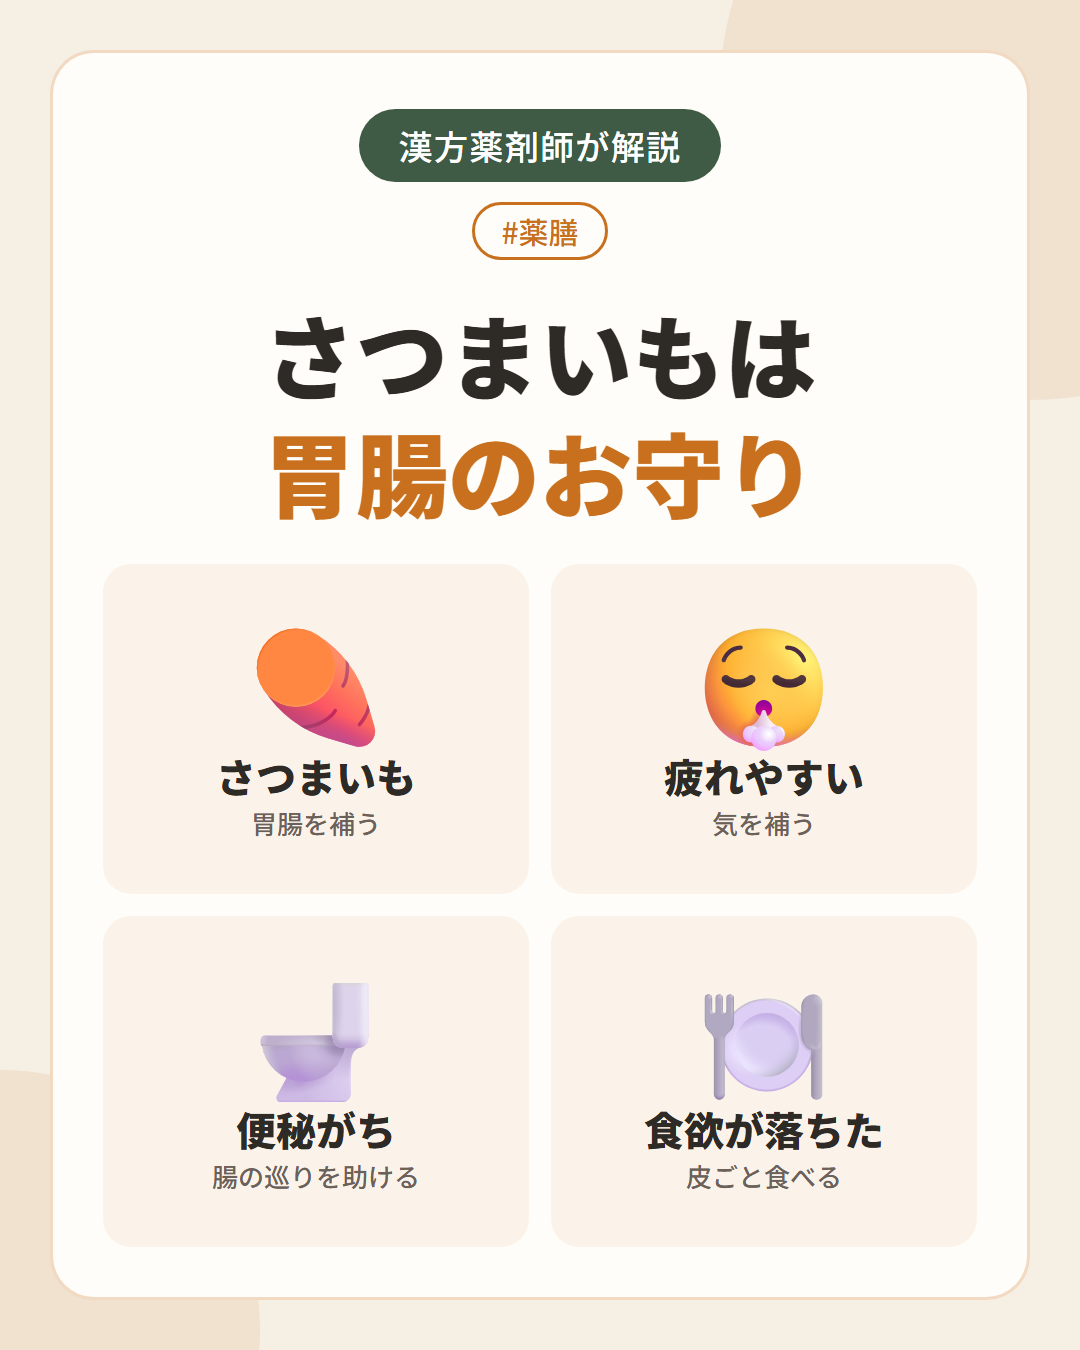 漢方薬剤師が解説
#薬膳
さつまいもは
胃腸のお守り
さつまいも
胃腸を補う
疲れやすい
気を補う
便秘がち
腸の巡りを助ける
食欲が落ちた
皮ごと食べる